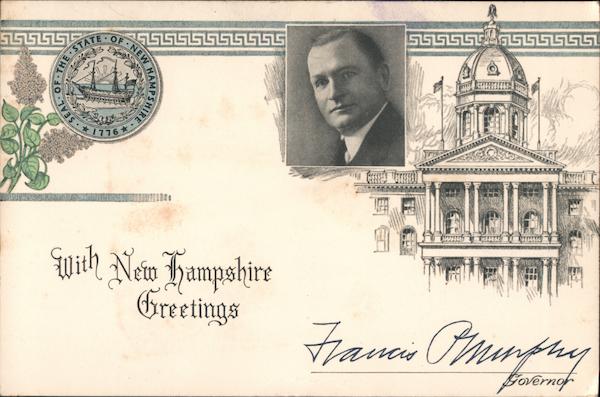 SEAL · OF · THE · STATE · OF · NEW · HAMPSHIRE ·
★ 1776 ★
With New Hampshire
Greetings
Francis P Murphy
Governor